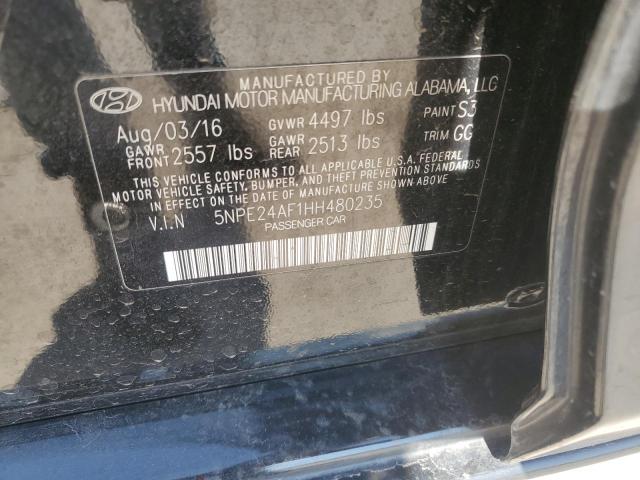 MANUFACTURED BY
HYUNDAI MOTOR MANUFACTURING ALABAMA, LLC
Aug/03/16 GVWR 4497 lbs PAINT S3
GAWR FRONT 2557 lbs GAWR REAR 2513 lbs TRIM GG
THIS VEHICLE CONFORMS TO ALL APPLICABLE U.S.A. FEDERAL
MOTOR VEHICLE SAFETY, BUMPER, AND THEFT PREVENTION STANDARDS
IN EFFECT ON THE DATE OF MANUFACTURE SHOWN ABOVE.
V.I.N 5NPE24AF1HH480235
PASSENGER CAR